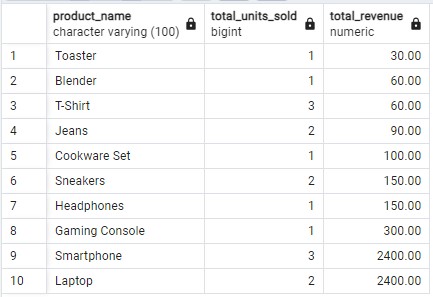 product_name total_units_sold total_revenue
character varying (100) bigint numeric
1 Toaster 1 30.00
2 Blender 1 60.00
3 T-Shirt 3 60.00
4 Jeans 2 90.00
5 Cookware Set 1 100.00
6 Sneakers 2 150.00
7 Headphones 1 150.00
8 Gaming Console 1 300.00
9 Smartphone 3 2400.00
10 Laptop 2 2400.00